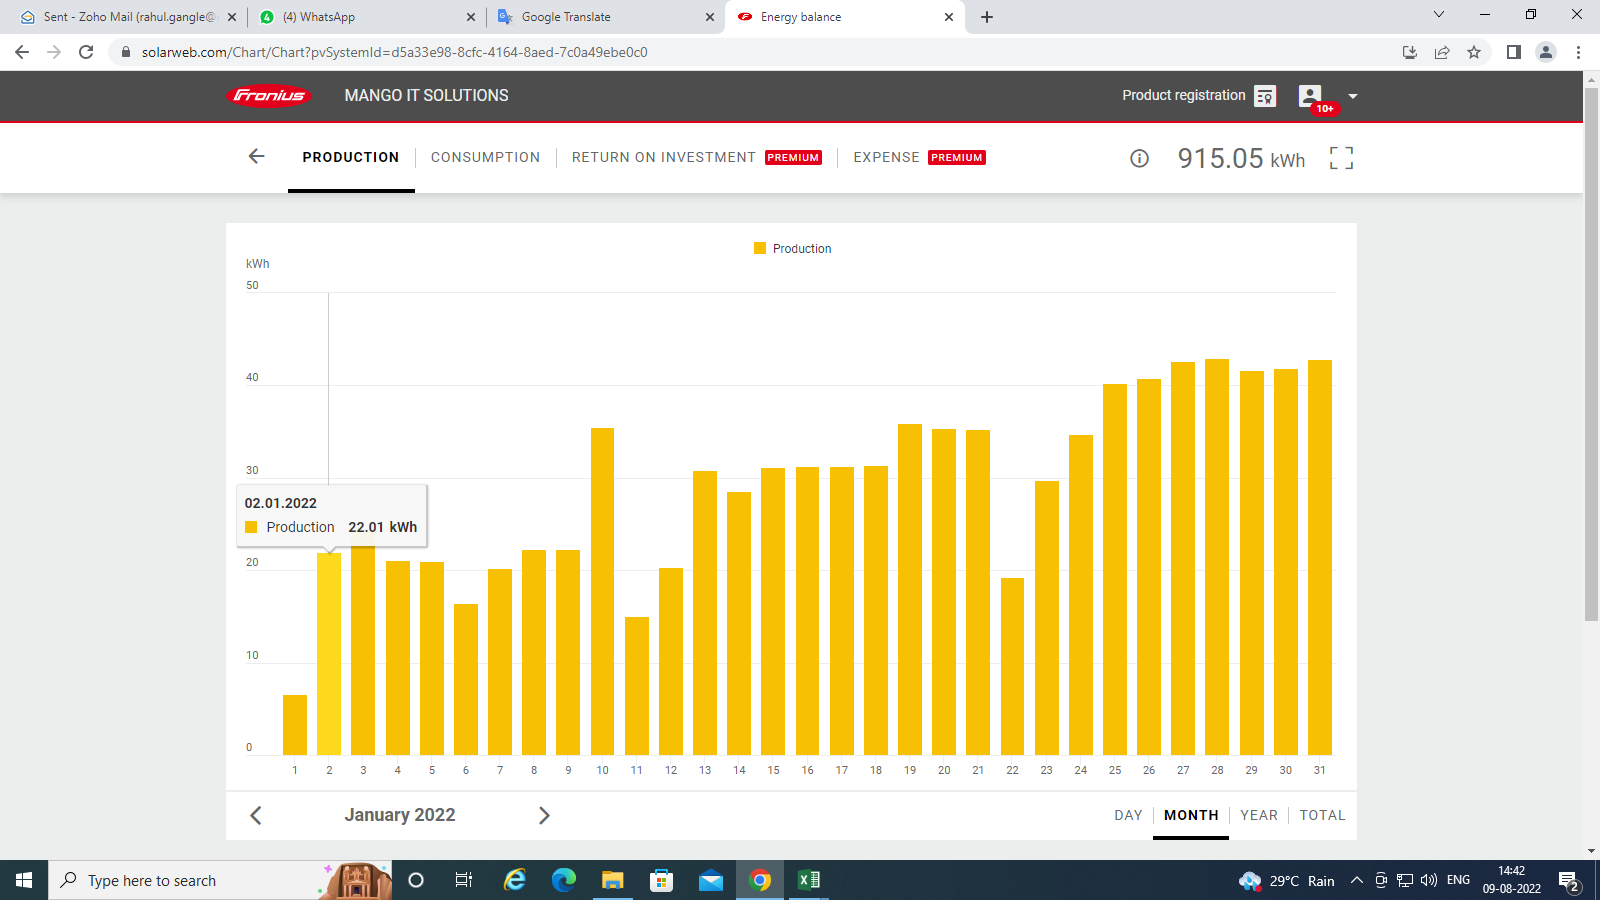 Sent - Zoho Mail (rahul.gangle@
(4) WhatsApp
Google Translate
Energy balance
solarweb.com/Chart/Chart?pvSystemId=d5a33e98-8cfc-4164-8aed-7c0a49ebe0c0
Fronius
MANGO IT SOLUTIONS
Product registration
10+
PRODUCTION
CONSUMPTION
RETURN ON INVESTMENT PREMIUM
EXPENSE PREMIUM
915.05 kWh
Production
kWh
50
40
30
20
10
0
02.01.2022
Production 22.01 kWh
1 2 3 4 5 6 7 8 9 10 11 12 13 14 15 16 17 18 19 20 21 22 23 24 25 26 27 28 29 30 31
January 2022
DAY MONTH YEAR TOTAL
Type here to search
29°C Rain
ENG
14:42
09-08-2022
2